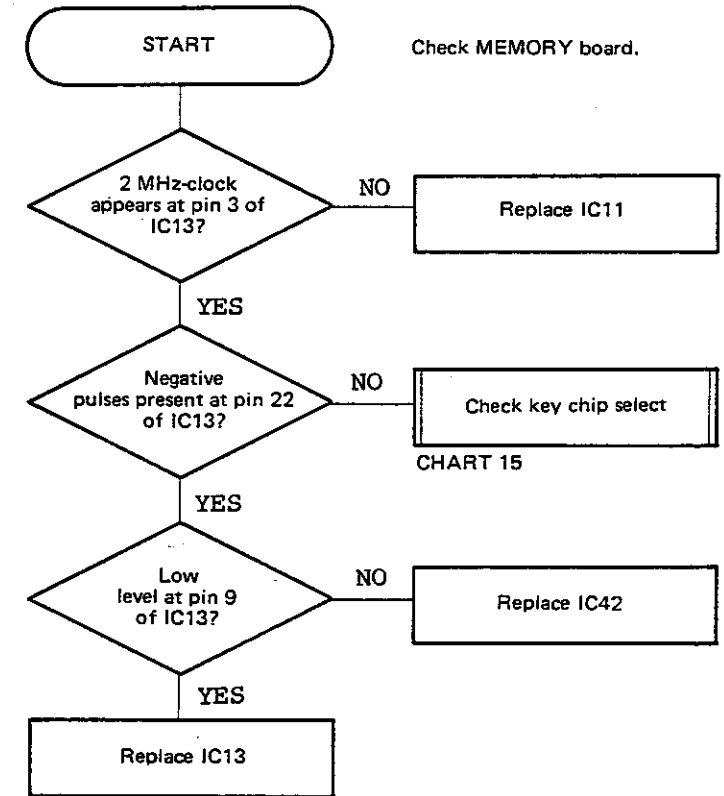 START
Check MEMORY board.
2 MHz-clock
appears at pin 3 of
IC13?
NO
Replace IC11
YES
Negative
pulses present at pin 22
of IC13?
NO
Check key chip select
CHART 15
YES
Low
level at pin 9
of IC13?
NO
Replace IC42
YES
Replace IC13